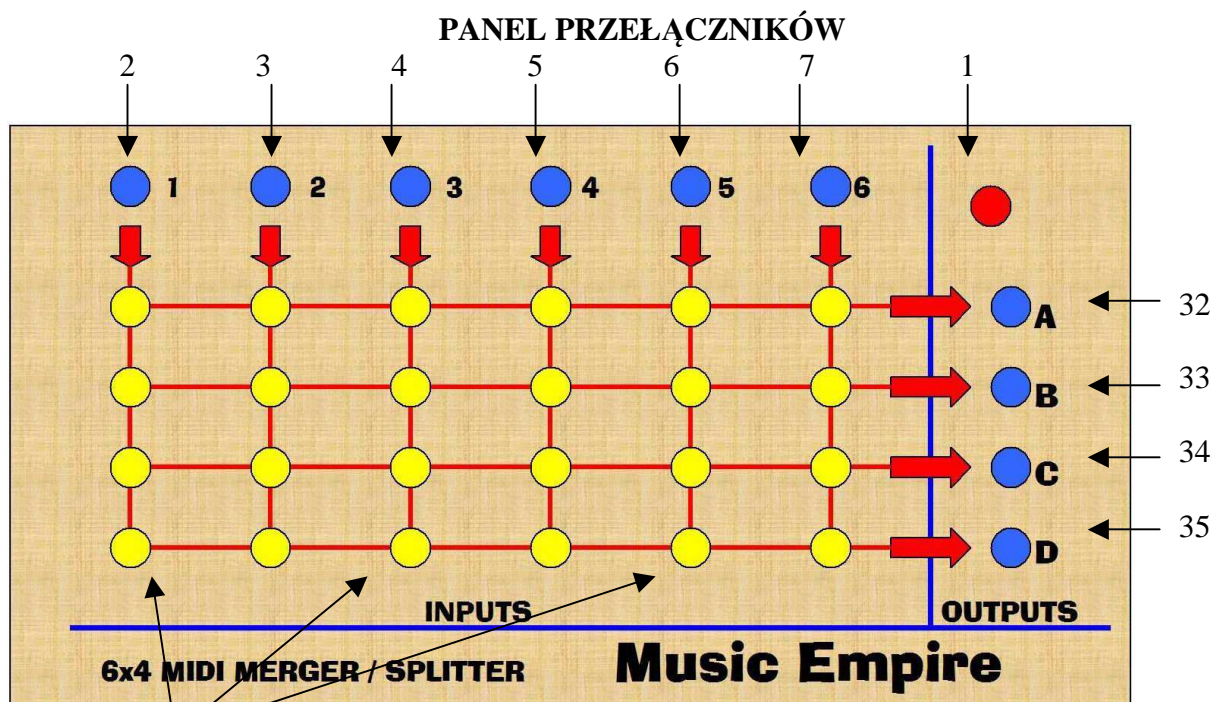 PANEL PRZEŁĄCZNIKÓW
2 3 4 5 6 7 1
1 2 3 4 5 6
A 32
B 33
C 34
D 35
INPUTS OUTPUTS
6x4 MIDI MERGER / SPLITTER Music Empire